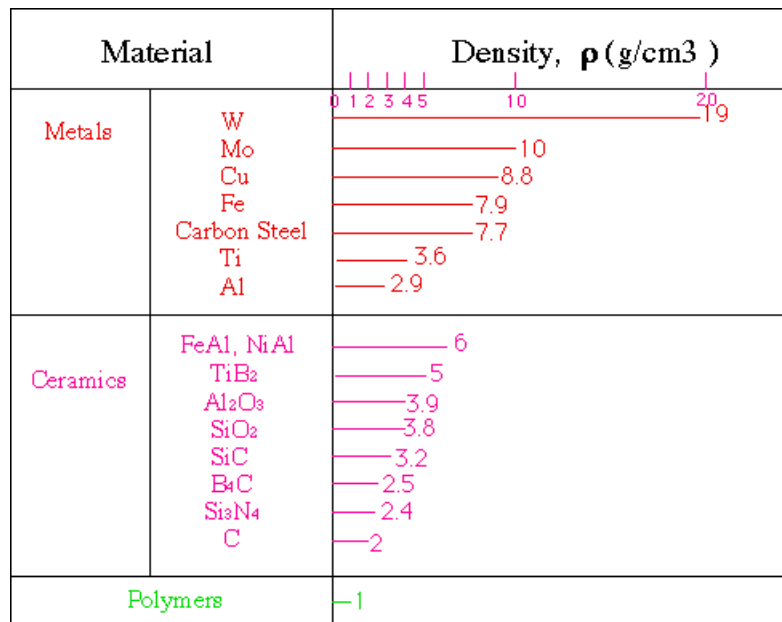 Material Density, ρ (g/cm3 )
0 1 2 3 4 5 10 20
Metals
W 19
Mo 10
Cu 8.8
Fe 7.9
Carbon Steel 7.7
Ti 3.6
Al 2.9
Ceramics
FeAl, NiAl 6
TiB₂ 5
Al₂O₃ 3.9
SiO₂ 3.8
SiC 3.2
B₄C 2.5
Si₃N₄ 2.4
C 2
Polymers 1